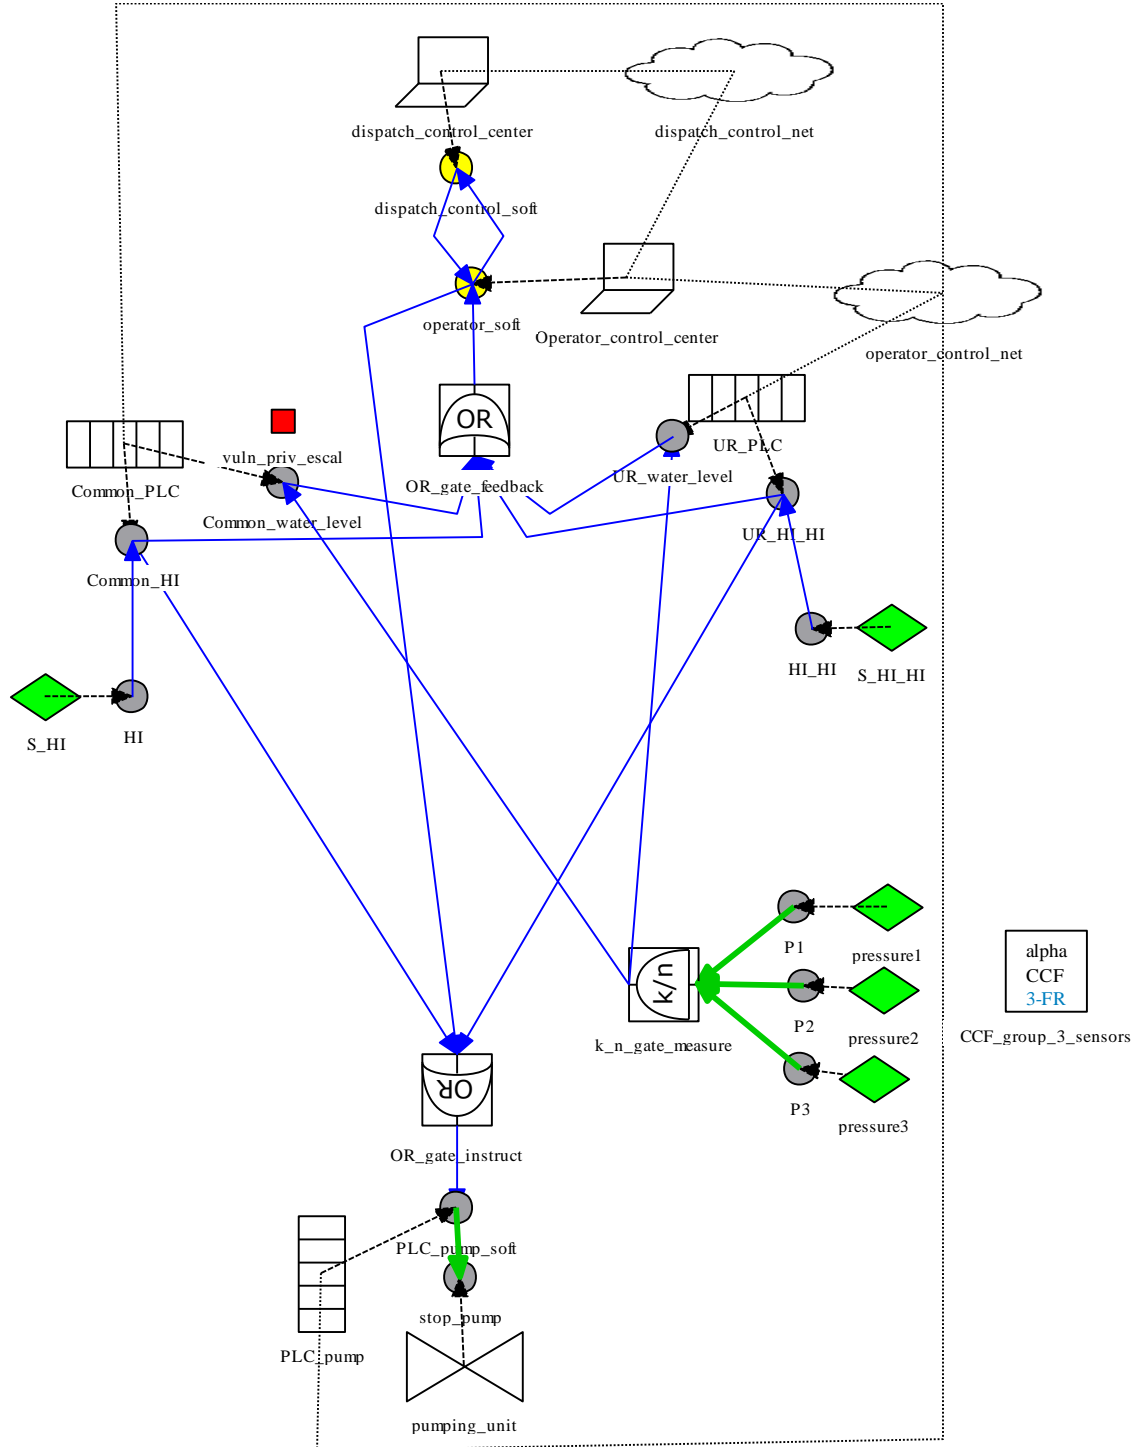 dispatch_control_center
dispatch_control_net
dispatch_control_soft
operator_soft
Operator_control_center
operator_control_net
OR
vuln_priv_escal
UR_PLC
OR_gate_feedback
UR_water_level
Common_PLC
Common_water_level
UR_HI_HI
Common_HI
HI_HI
S_HI_HI
S_HI
HI
P1
pressure1
alpha
CCF
3-FR
k/n
P2
pressure2
CCF_group_3_sensors
k_n_gate_measure
OR
P3
pressure3
OR_gate_instruct
PLC_pump_soft
stop_pump
PLC_pump
pumping_unit